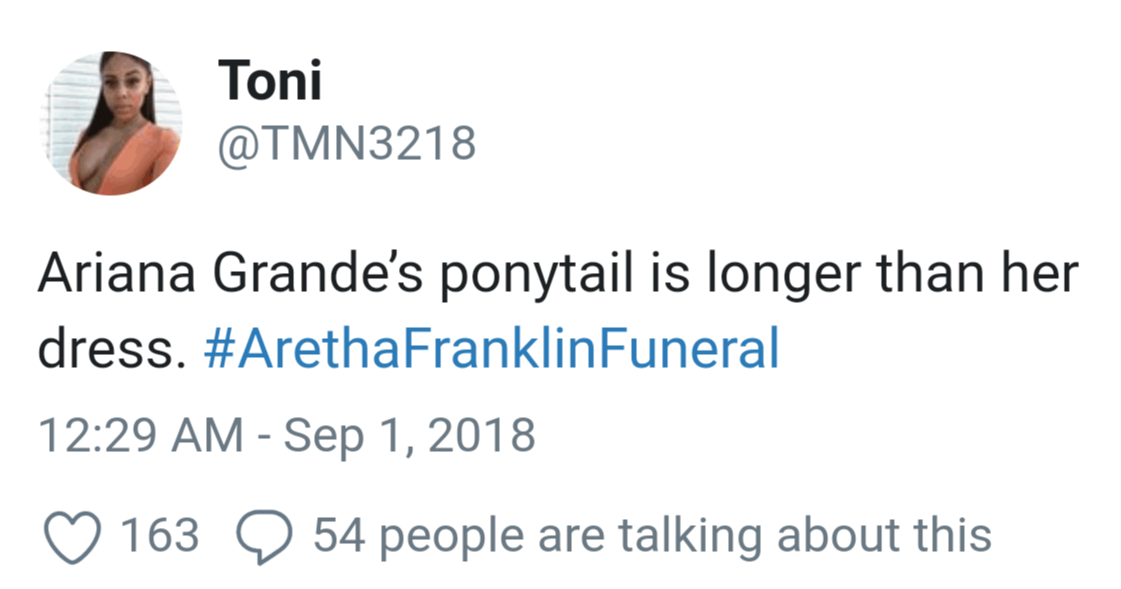 Toni
@TMN3218
Ariana Grande’s ponytail is longer than her
dress. #ArethaFranklinFuneral
12:29 AM - Sep 1, 2018
163 54 people are talking about this